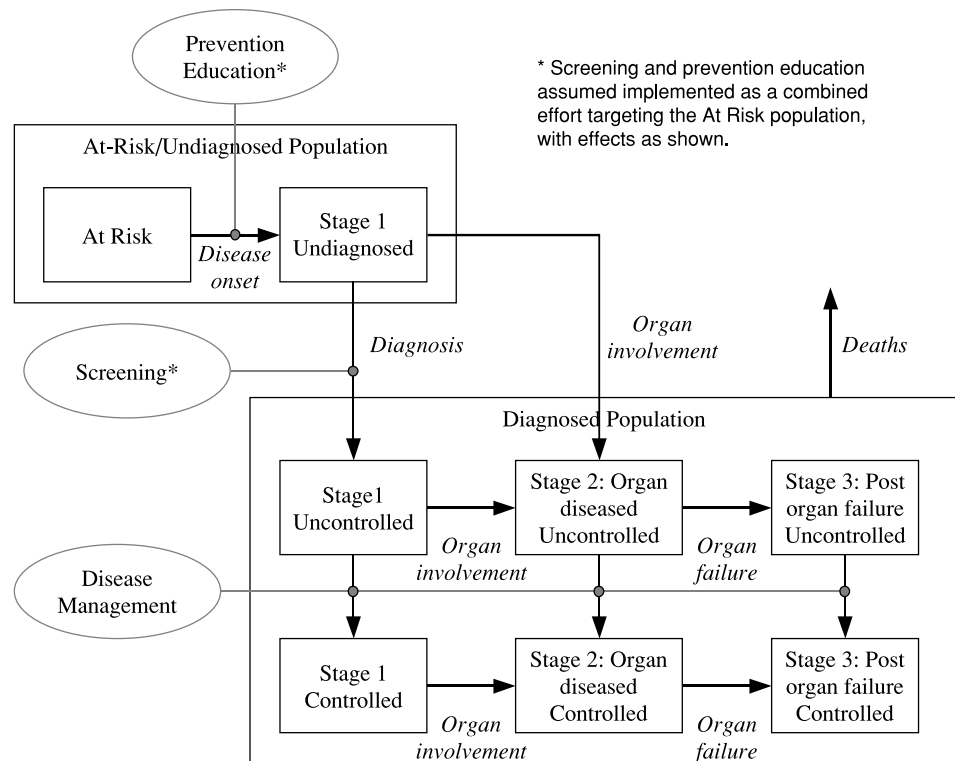 Prevention
Education*
* Screening and prevention education
assumed implemented as a combined
effort targeting the At Risk population,
with effects as shown.
At-Risk/Undiagnosed Population
At Risk
Disease
onset
Stage 1
Undiagnosed
Screening*
Diagnosis
Organ
involvement
Deaths
Diagnosed Population
Stage1
Uncontrolled
Organ
involvement
Stage 2: Organ
diseased
Uncontrolled
Organ
failure
Stage 3: Post
organ failure
Uncontrolled
Disease
Management
Stage 1
Controlled
Organ
involvement
Stage 2: Organ
diseased
Controlled
Organ
failure
Stage 3: Post
organ failure
Controlled